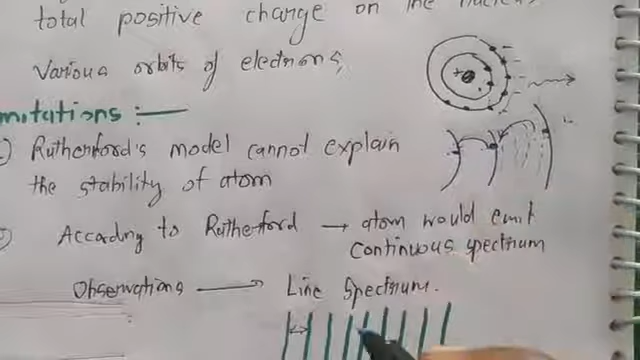 total positive charge on the nucleus
Various orbits of electrons
mitations :-
Rutherford's model cannot explain
the stability of atom
According to Rutherford → atom would emit
continuous spectrum
Observations → Line Spectrum.